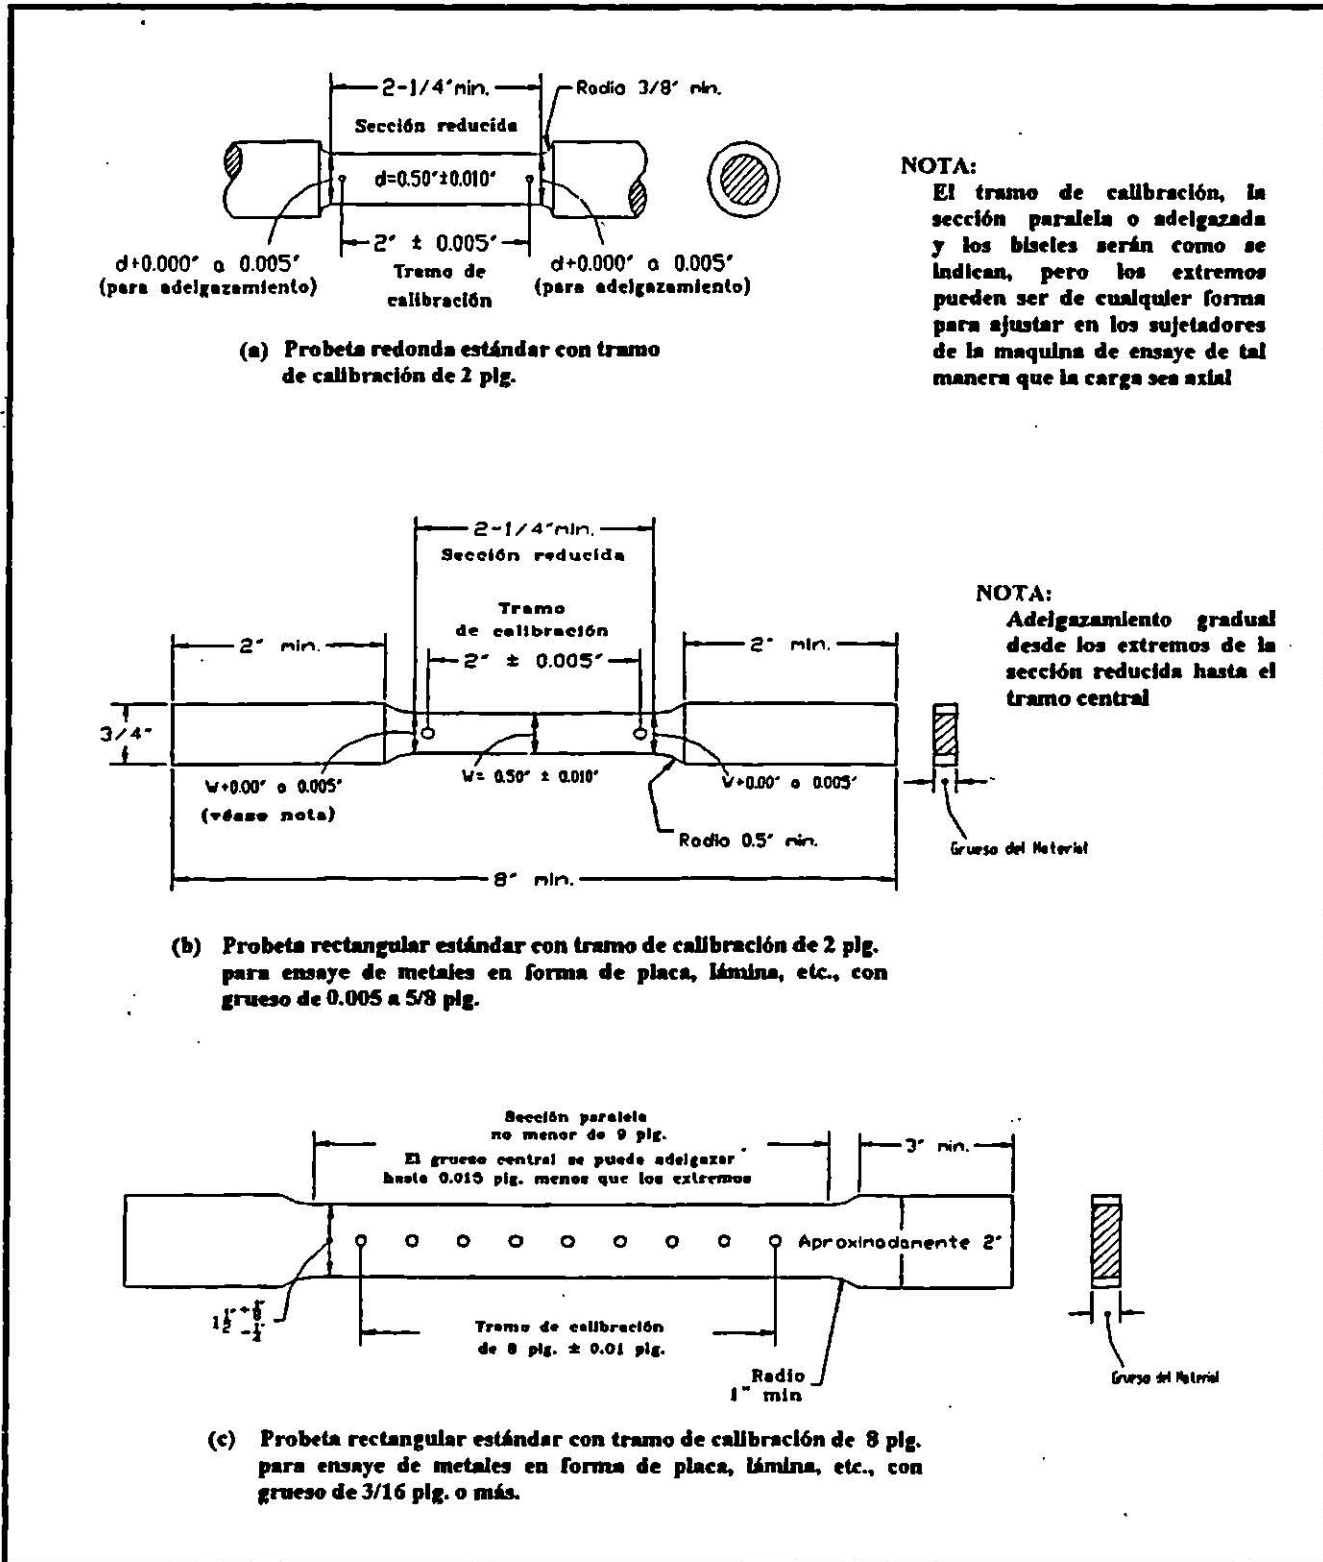 2-1/4" min.
Radio 3/8" min.
Sección reducida
d=0.50"±0.010"
2" ± 0.005"
d+0.000" a 0.005"
(para adelgazamiento)
Tramo de
calibración
d+0.000" a 0.005"
(para adelgazamiento)
(a) Probeta redonda estándar con tramo
de calibración de 2 plg.
NOTA:
El tramo de calibración, la
sección paralela o adelgazada
y los biseles serán como se
indican, pero los extremos
pueden ser de cualquier forma
para ajustar en los sujetadores
de la maquina de ensaye de tal
manera que la carga sea axial
2-1/4" min.
Sección reducida
Tramo
de calibración
2" min.
2" ± 0.005"
2" min.
3/4"
W+0.00" a 0.005"
(véase nota)
W= 0.50" ± 0.010"
W+0.00" a 0.005"
Radio 0.5" min.
Grueso del Material
8" min.
NOTA:
Adelgazamiento gradual
desde los extremos de la
sección reducida hasta el
tramo central
(b) Probeta rectangular estándar con tramo de calibración de 2 plg.
para ensaye de metales en forma de placa, lámina, etc., con
grueso de 0.005 a 5/8 plg.
Sección paralela
no menor de 9 plg.
El grueso central se puede adelgazar
hasta 0.015 plg. menos que los extremos
3" min.
Aproximadamente 2"
1 1/2" + 1/8" - 1/4"
Tramo de calibración
de 8 plg. ± 0.01 plg.
Radio
1" min
Grueso del Material
(c) Probeta rectangular estándar con tramo de calibración de 8 plg.
para ensaye de metales en forma de placa, lámina, etc., con
grueso de 3/16 plg. o más.